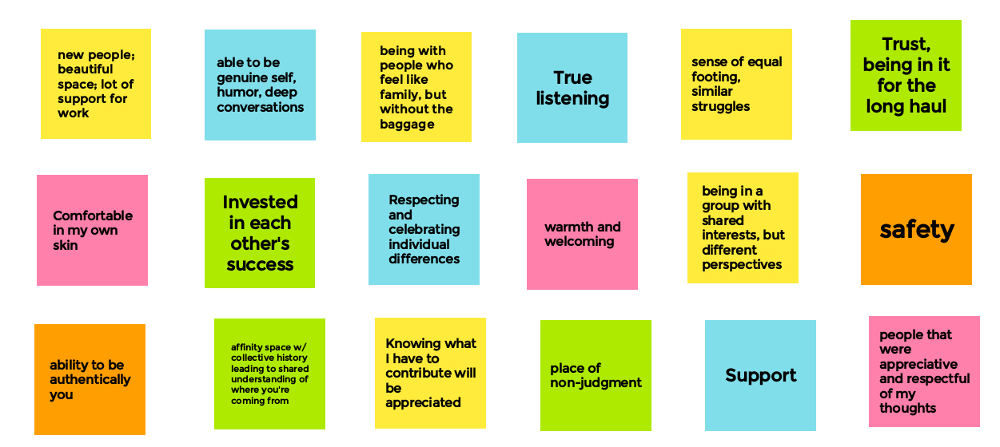 new people;
beautiful
space; lot of
support for
work
able to be
genuine self,
humor, deep
conversations
being with
people who
feel like
family, but
without the
baggage
True
listening
sense of equal
footing,
similar
struggles
Trust,
being in it
for the
long haul
Comfortable
in my own
skin
Invested
in each
other's
success
Respecting
and
celebrating
individual
differences
warmth and
welcoming
being in a
group with
shared
interests, but
different
perspectives
safety
ability to be
authentically
you
affinity space w/
collective history
leading to shared
understanding of
where you're
coming from
Knowing what
I have to
contribute will
be
appreciated
place of
non-judgment
Support
people that
were
appreciative
and respectful
of my
thoughts